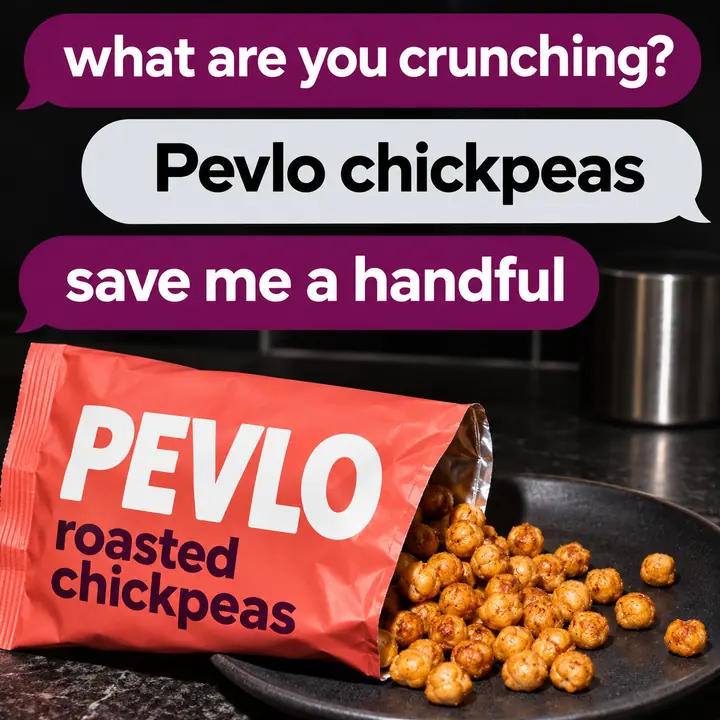 what are you crunching?
Pevlo chickpeas
save me a handful
PEVLO
roasted
chickpeas